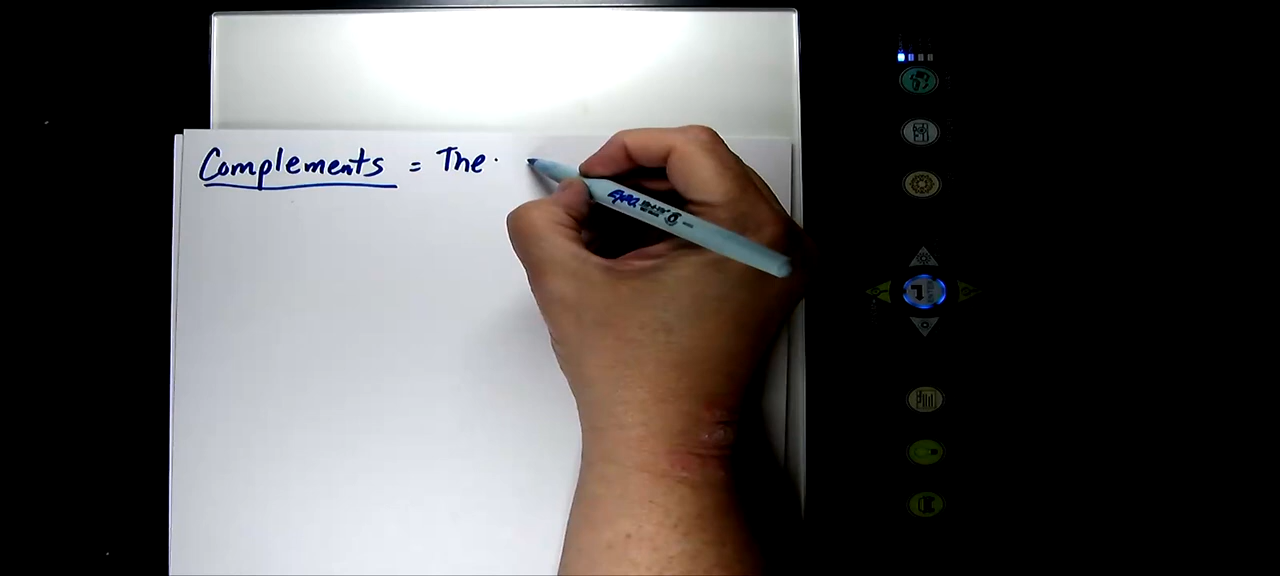 Complements = The